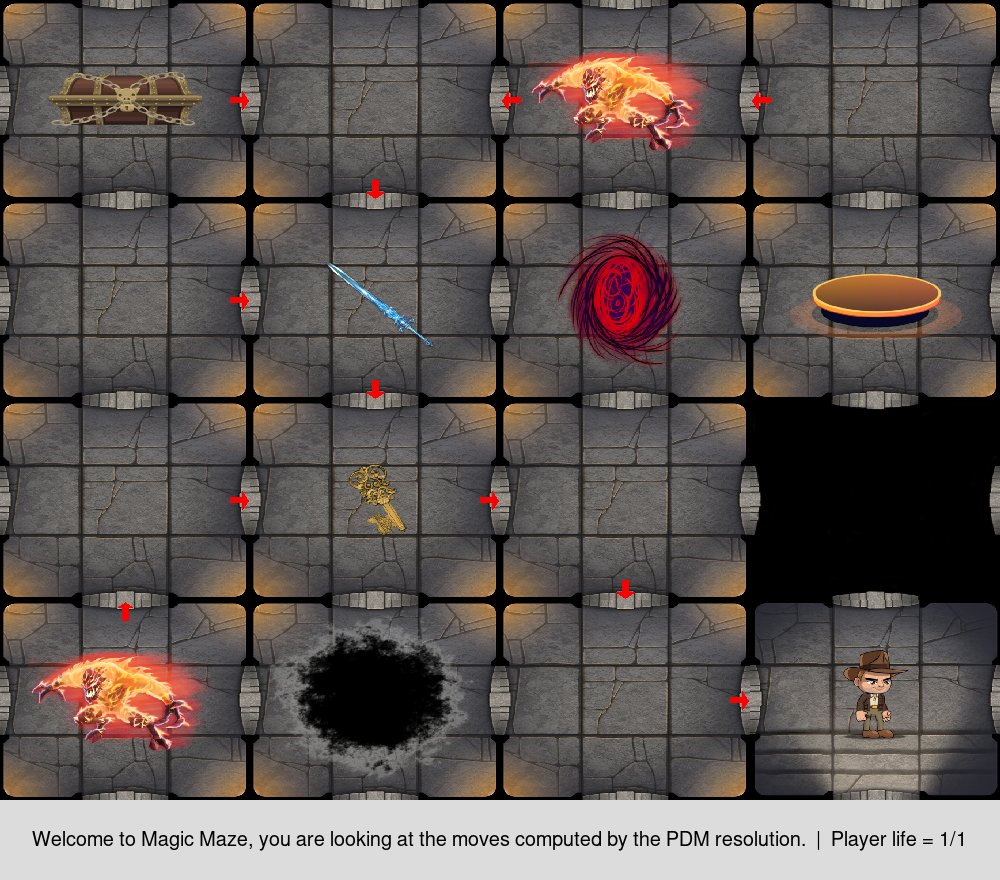 Welcome to Magic Maze, you are looking at the moves computed by the PDM resolution.  |  Player life = 1/1